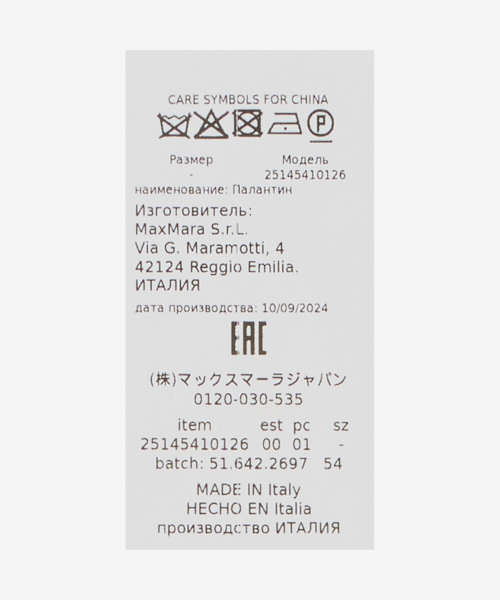 CARE SYMBOLS FOR CHINA
P
Размер Модель
- 25145410126
наименование: Палантин
Изготовитель:
MaxMara S.r.L.
Via G. Maramotti, 4
42124 Reggio Emilia.
ИТАЛИЯ
дата производства: 10/09/2024
EAC
(株)マックスマーラジャパン
0120-030-535
item est pc sz
25145410126 00 01 -
batch: 51.642.2697 54
MADE IN Italy
HECHO EN Italia
производство ИТАЛИЯ